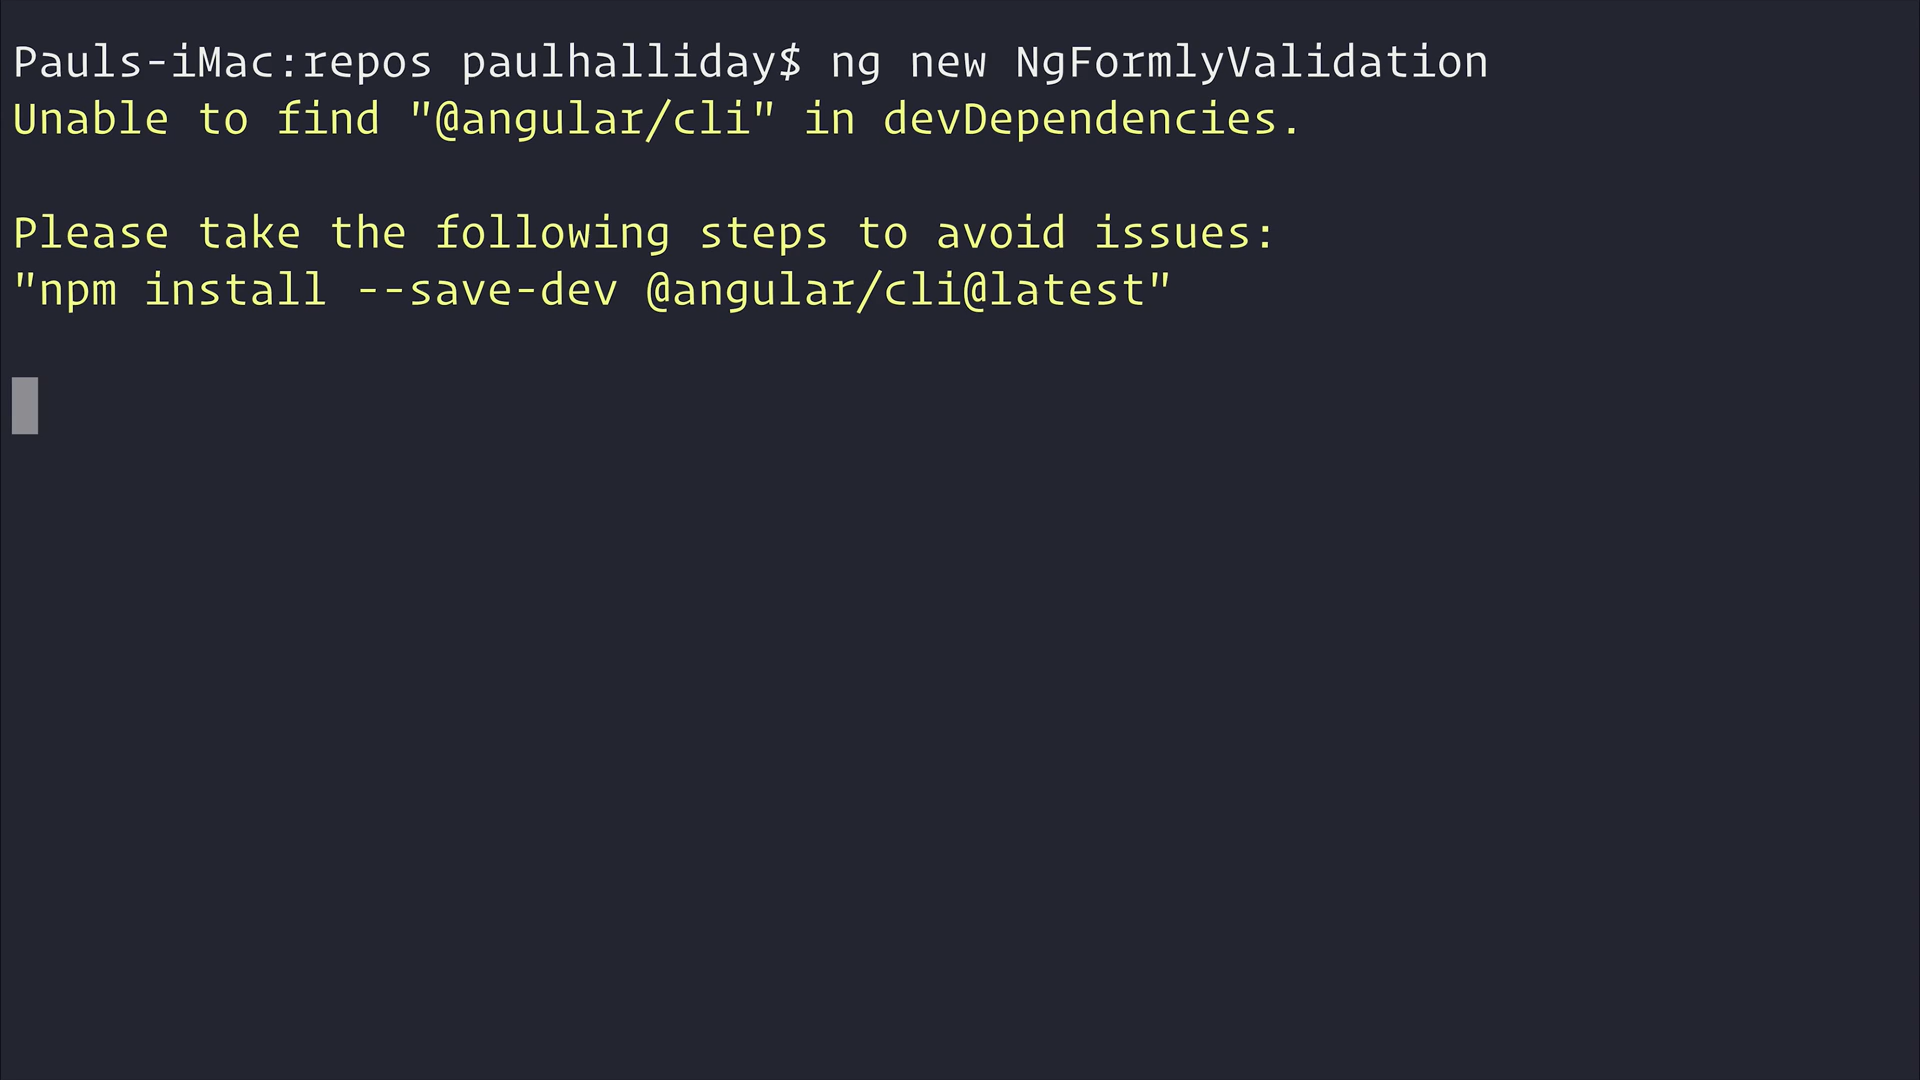 Pauls-iMac:repos paulhalliday$ ng new NgFormlyValidation
Unable to find "@angular/cli" in devDependencies.
Please take the following steps to avoid issues:
"npm install --save-dev @angular/cli@latest"